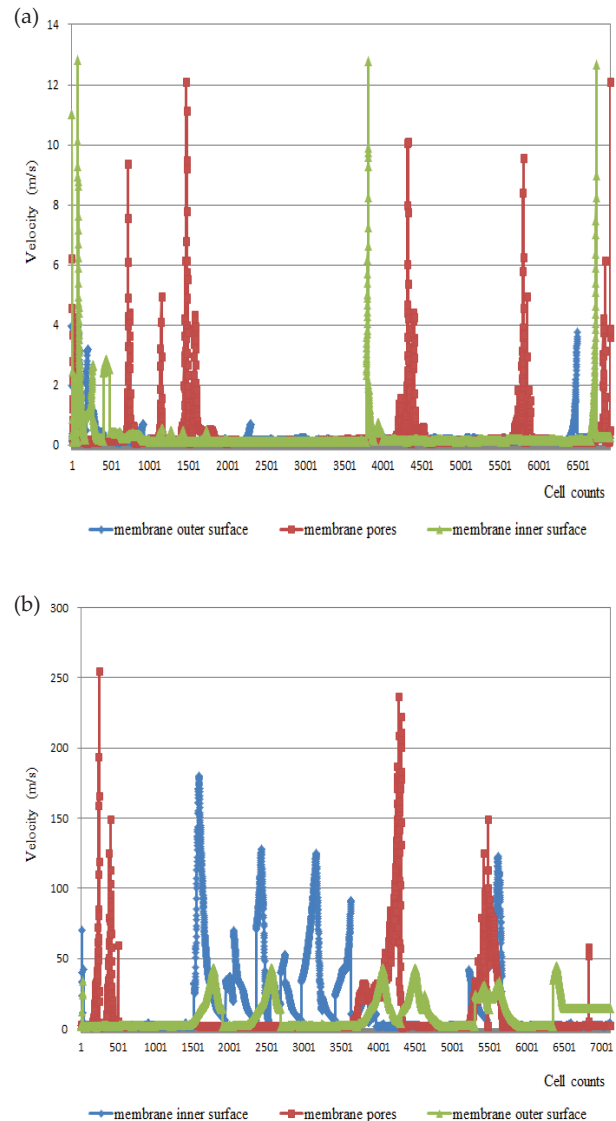 (a)
14
12
10
8
6
4
2
0
Velocity (m/s)
1 501 1001 1501 2001 2501 3001 3501 4001 4501 5001 5501 6001 6501
Cell counts
membrane outer surface membrane pores membrane inner surface
(b)
300
250
200
150
100
50
0
Velocity (m/s)
1 501 1001 1501 2001 2501 3001 3501 4001 4501 5001 5501 6001 6501 7001
Cell counts
membrane inner surface membrane pores membrane outer surface